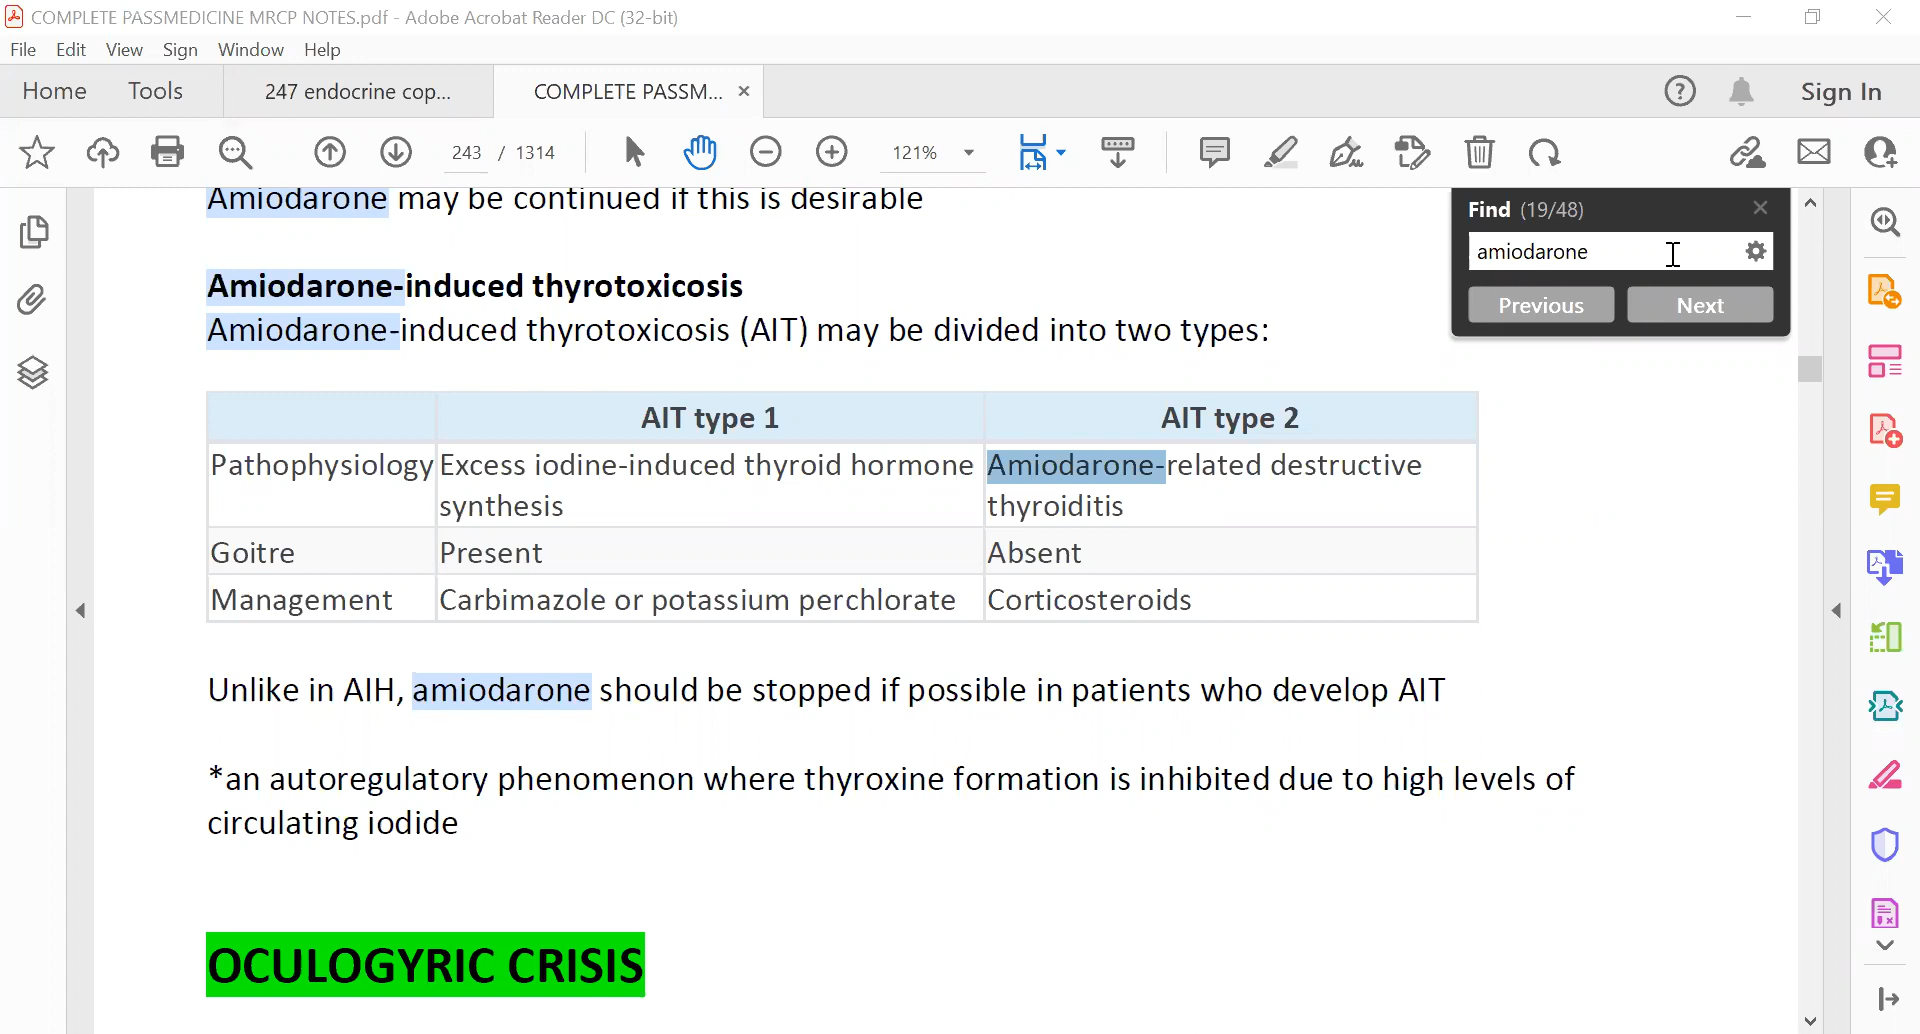 COMPLETE PASSMEDICINE MRCP NOTES.pdf - Adobe Acrobat Reader DC (32-bit)
File Edit View Sign Window Help
Home Tools 247 endocrine cop... COMPLETE PASSM... × Sign In
243 / 1314 121%
Amiodarone may be continued if this is desirable
Find (19/48)
amiodarone
Previous Next
Amiodarone-induced thyrotoxicosis
Amiodarone-induced thyrotoxicosis (AIT) may be divided into two types:
AIT type 1 AIT type 2
Pathophysiology Excess iodine-induced thyroid hormone Amiodarone-related destructive
synthesis thyroiditis
Goitre Present Absent
Management Carbimazole or potassium perchlorate Corticosteroids
Unlike in AIH, amiodarone should be stopped if possible in patients who develop AIT
*an autoregulatory phenomenon where thyroxine formation is inhibited due to high levels of
circulating iodide
OCULOGYRIC CRISIS